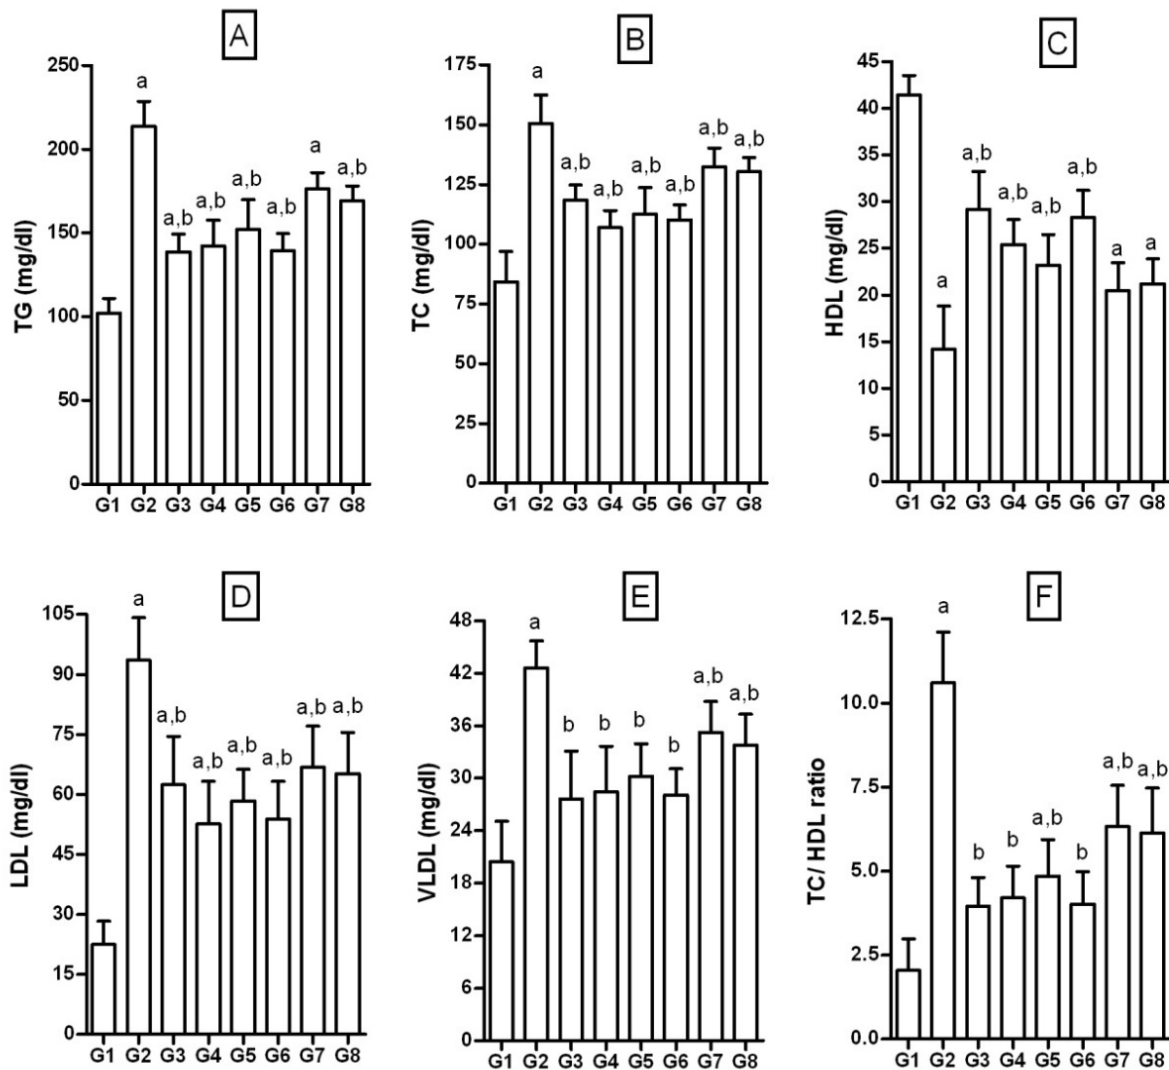 A
TG (mg/dl)
250
200
150
100
50
0
a
a,b
a,b
a,b
a,b
a
a,b
G1 G2 G3 G4 G5 G6 G7 G8
B
TC (mg/dl)
175
150
125
100
75
50
25
0
a
a,b
a,b
a,b
a,b
a,b
a,b
G1 G2 G3 G4 G5 G6 G7 G8
C
HDL (mg/dl)
45
40
35
30
25
20
15
10
5
0
a
a,b
a,b
a,b
a,b
a
a
G1 G2 G3 G4 G5 G6 G7 G8
D
LDL (mg/dl)
105
90
75
60
45
30
15
0
a
a,b
a,b
a,b
a,b
a,b
a,b
G1 G2 G3 G4 G5 G6 G7 G8
E
VLDL (mg/dl)
48
42
36
30
24
18
12
6
0
a
b
b
b
b
a,b
a,b
G1 G2 G3 G4 G5 G6 G7 G8
F
TC/ HDL ratio
12.5
10.0
7.5
5.0
2.5
0.0
a
b
b
a,b
b
a,b
a,b
G1 G2 G3 G4 G5 G6 G7 G8